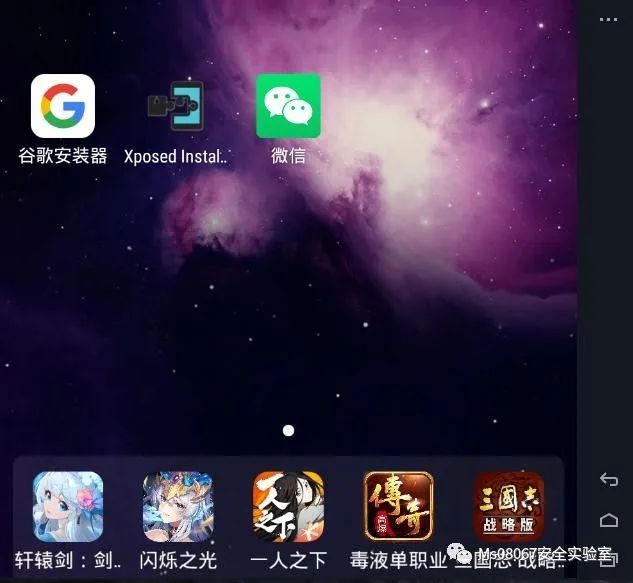 谷歌安装器
Xposed Instal..
微信
一人之下
傳奇
三國志
战略版
轩辕剑：剑..
闪烁之光
一人之下
毒液单职业
三国志·战略..
Ms08067安全实验室